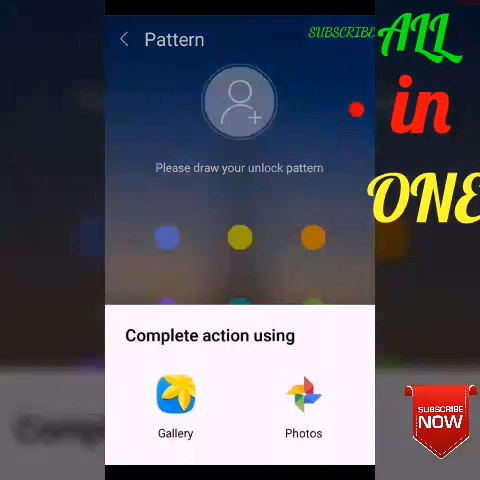 Pattern
SUBSCRIBE
ALL
in
ONE
Please draw your unlock pattern
Complete action using
Gallery
Photos
SUBSCRIBE
NOW